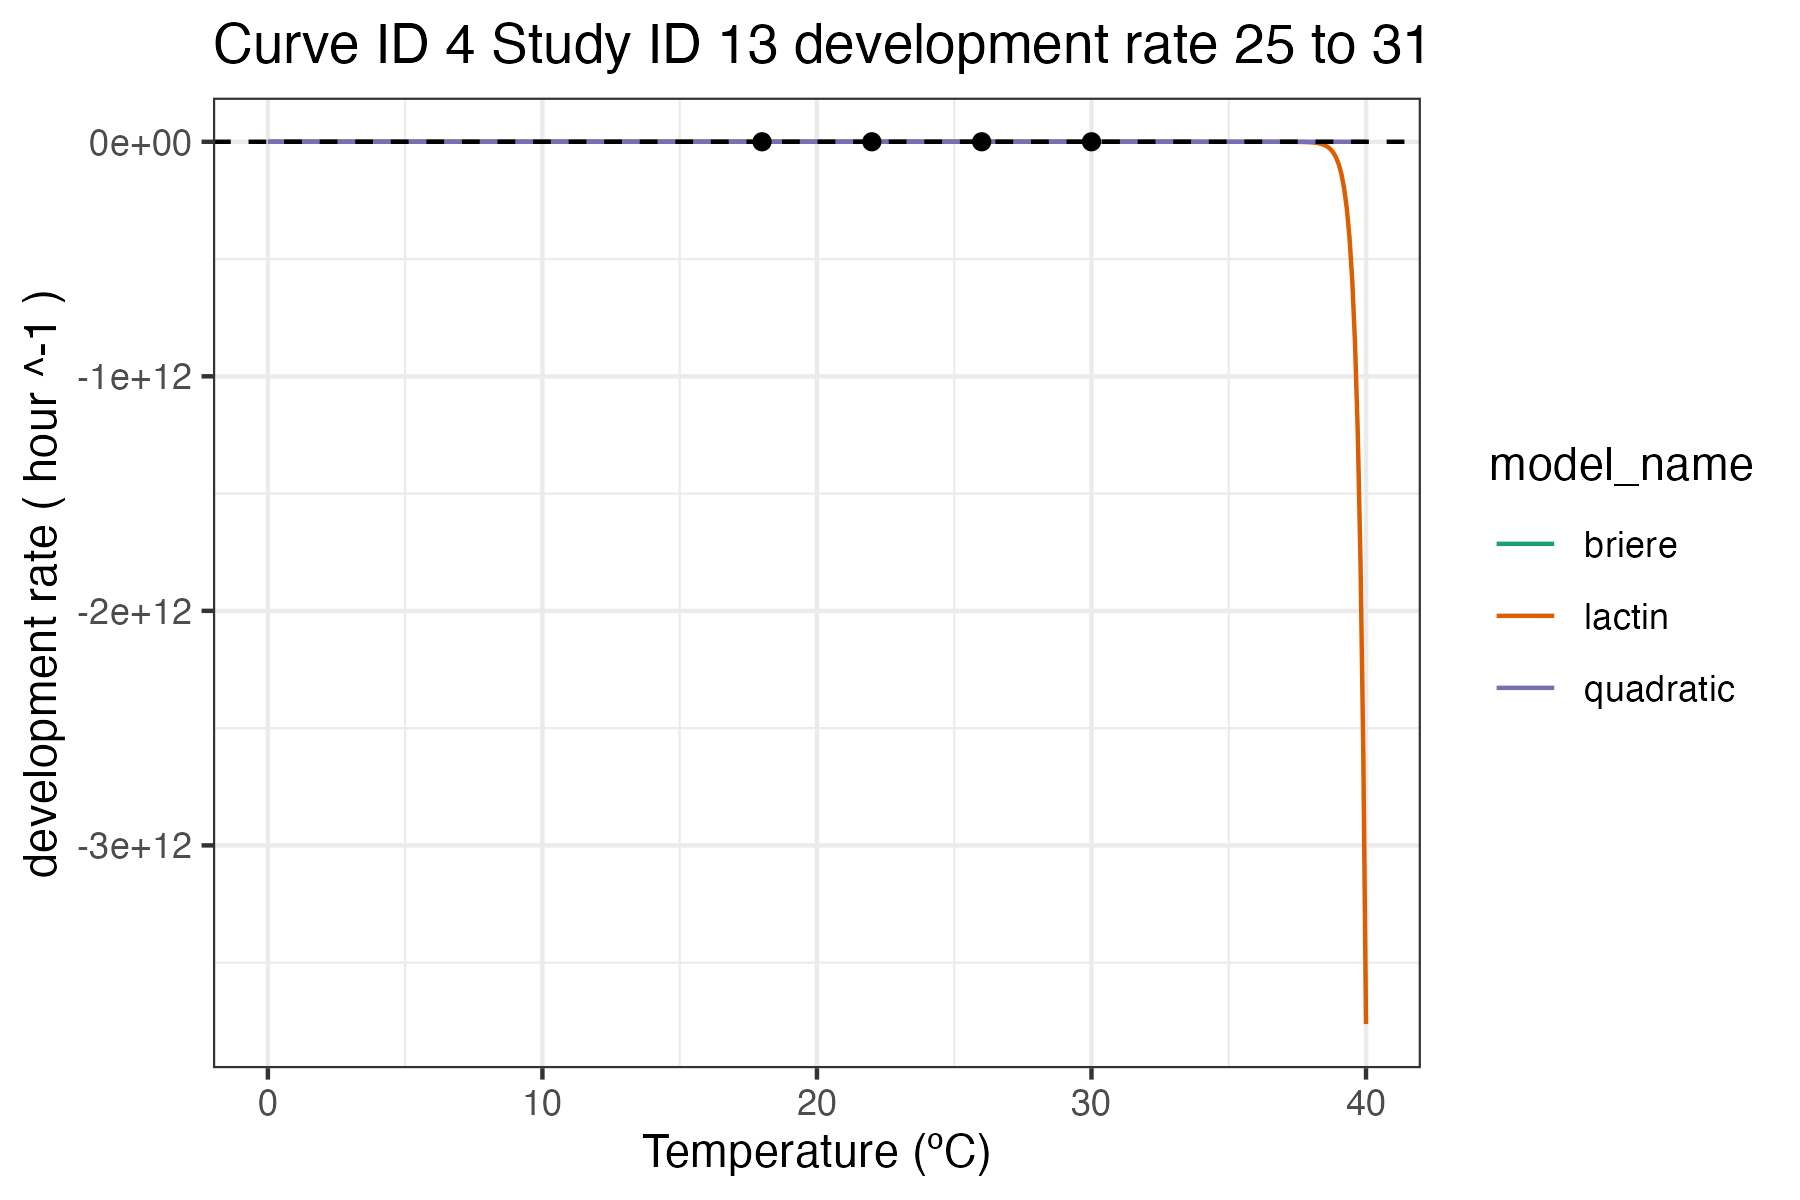 Curve ID 4 Study ID 13 development rate 25 to 31
development rate ( hour ^-1 )
0e+00
-1e+12
-2e+12
-3e+12
0 10 20 30 40
Temperature (ºC)
model_name
briere
lactin
quadratic